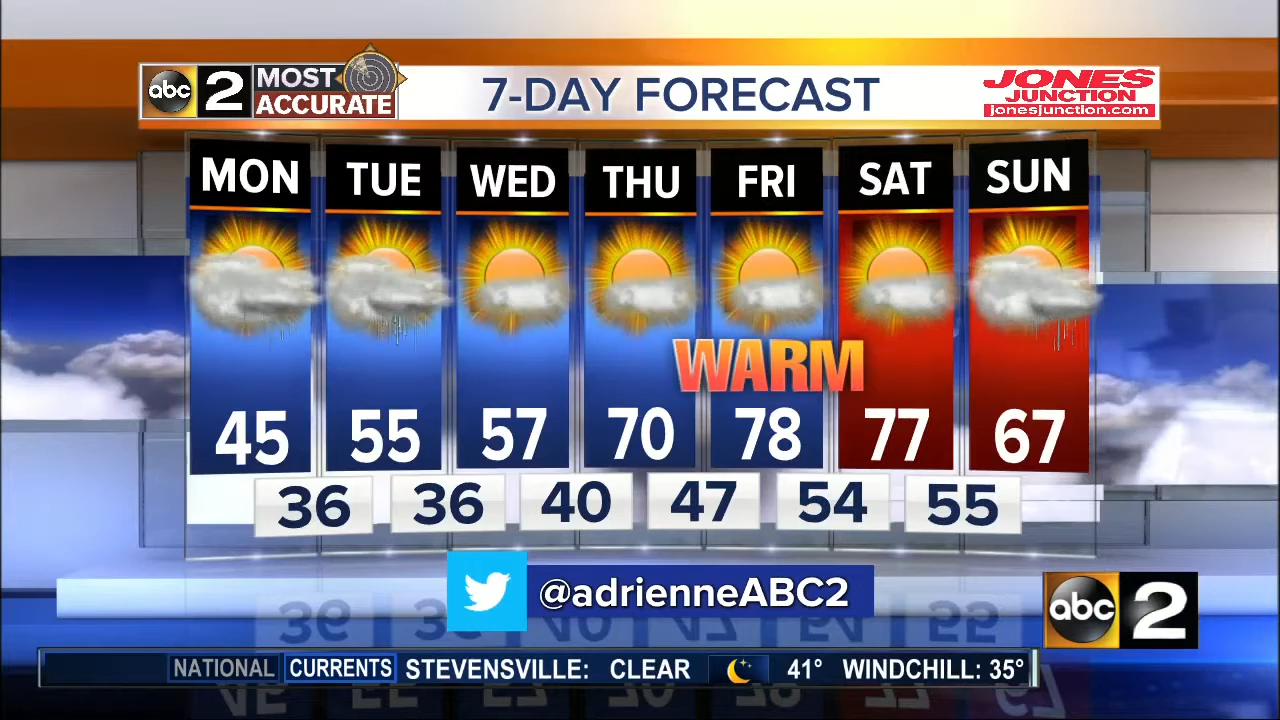 abc 2 MOST ACCURATE
7-DAY FORECAST
JONES
JUNCTION
jonesjunction.com
MON TUE WED THU FRI SAT SUN
WARM
45 55 57 70 78 77 67
36 36 40 47 54 55
@adrienneABC2
abc 2
NATIONAL CURRENTS STEVENSVILLE: CLEAR 41° WINDCHILL: 35°